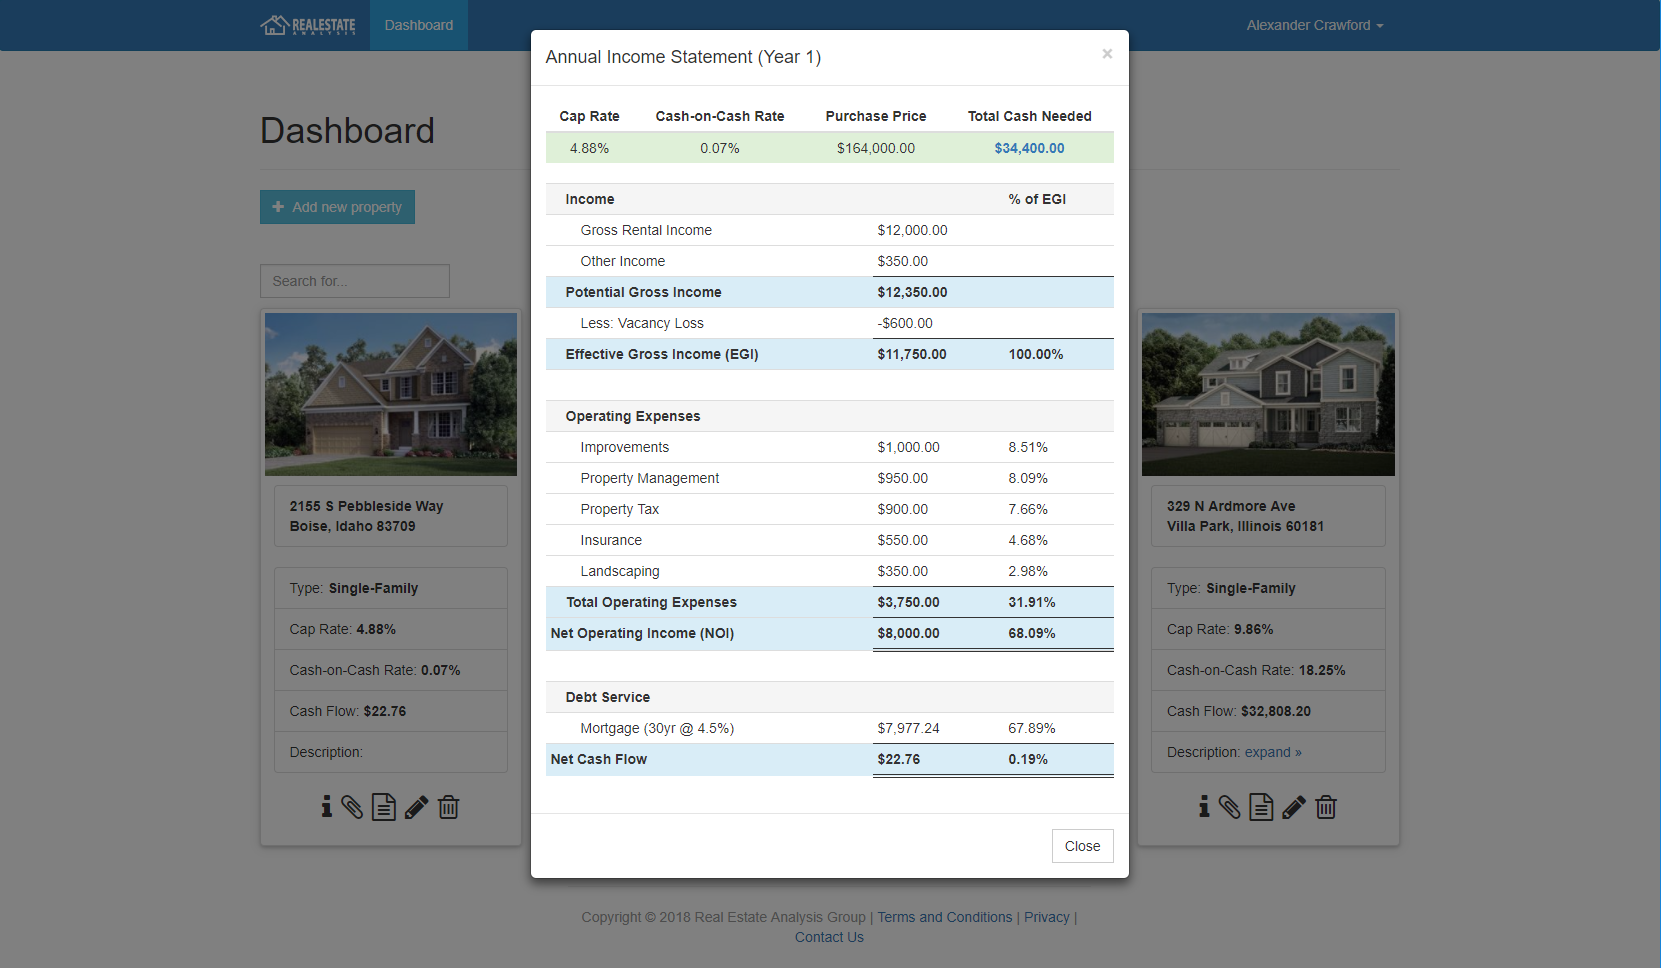 REALESTATE
ANALYSIS
Dashboard
Alexander Crawford
Dashboard
Add new property
Search for...
2155 S Pebbleside Way
Boise, Idaho 83709
Type: Single-Family
Cap Rate: 4.88%
Cash-on-Cash Rate: 0.07%
Cash Flow: $22.76
Description:
Annual Income Statement (Year 1)
×
Cap Rate Cash-on-Cash Rate Purchase Price Total Cash Needed
4.88% 0.07% $164,000.00 $34,400.00
Income % of EGI
Gross Rental Income $12,000.00
Other Income $350.00
Potential Gross Income $12,350.00
Less: Vacancy Loss -$600.00
Effective Gross Income (EGI) $11,750.00 100.00%
Operating Expenses
Improvements $1,000.00 8.51%
Property Management $950.00 8.09%
Property Tax $900.00 7.66%
Insurance $550.00 4.68%
Landscaping $350.00 2.98%
Total Operating Expenses $3,750.00 31.91%
Net Operating Income (NOI) $8,000.00 68.09%
Debt Service
Mortgage (30yr @ 4.5%) $7,977.24 67.89%
Net Cash Flow $22.76 0.19%
Close
329 N Ardmore Ave
Villa Park, Illinois 60181
Type: Single-Family
Cap Rate: 9.86%
Cash-on-Cash Rate: 18.25%
Cash Flow: $32,808.20
Description: expand »
Copyright © 2018 Real Estate Analysis Group | Terms and Conditions | Privacy |
Contact Us